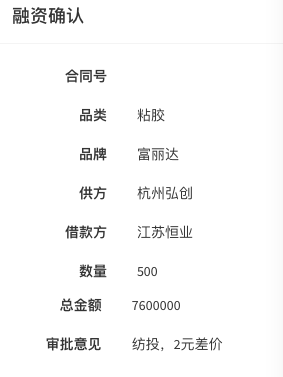 融资确认
合同号
品类 粘胶
品牌 富丽达
供方 杭州弘创
借款方 江苏恒业
数量 500
总金额 7600000
审批意见 纺投，2元差价